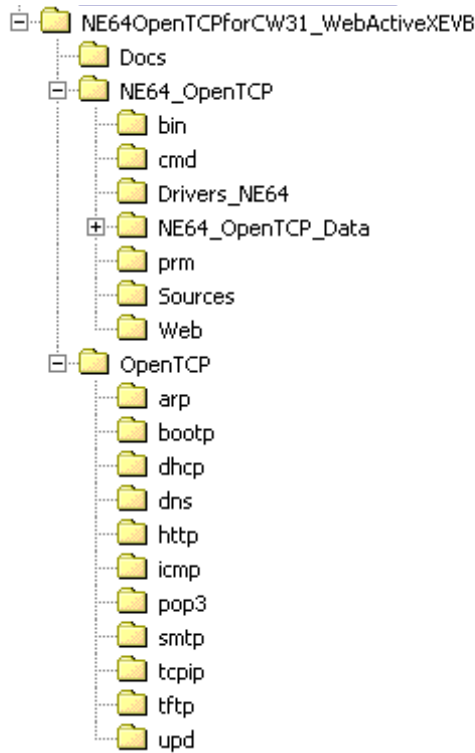 NE64OpenTCPforCW31_WebActiveXEVB
Docs
NE64_OpenTCP
bin
cmd
Drivers_NE64
NE64_OpenTCP_Data
prm
Sources
Web
OpenTCP
arp
bootp
dhcp
dns
http
icmp
pop3
smtp
tcpip
tftp
upd